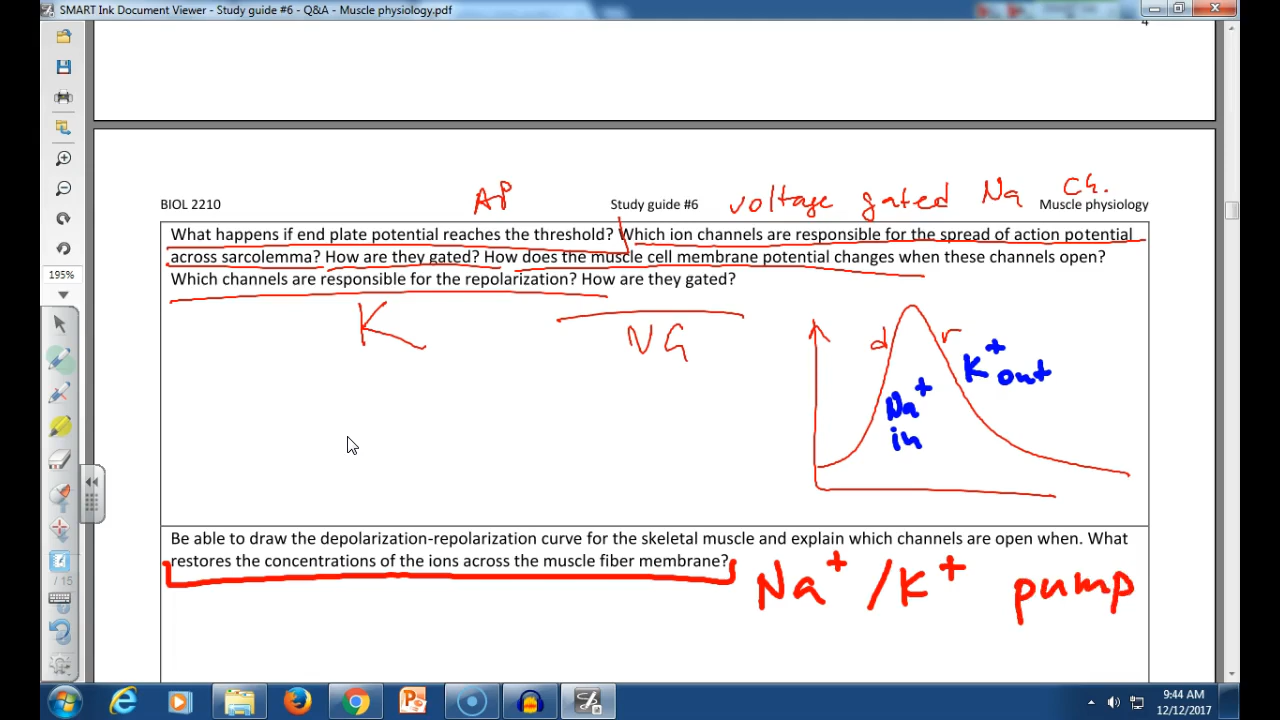 SMART Ink Document Viewer - Study guide #6 - Q&A - Muscle physiology.pdf
4
AP
voltage gated Na Ch.
BIOL 2210 Study guide #6 Muscle physiology
What happens if end plate potential reaches the threshold? Which ion channels are responsible for the spread of action potential
across sarcolemma? How are they gated? How does the muscle cell membrane potential changes when these channels open?
Which channels are responsible for the repolarization? How are they gated?
K
NG
d r
K+ out
Na+
in
Be able to draw the depolarization-repolarization curve for the skeletal muscle and explain which channels are open when. What
restores the concentrations of the ions across the muscle fiber membrane?
Na+ /K+ pump
195%
/ 15
9:44 AM
12/12/2017